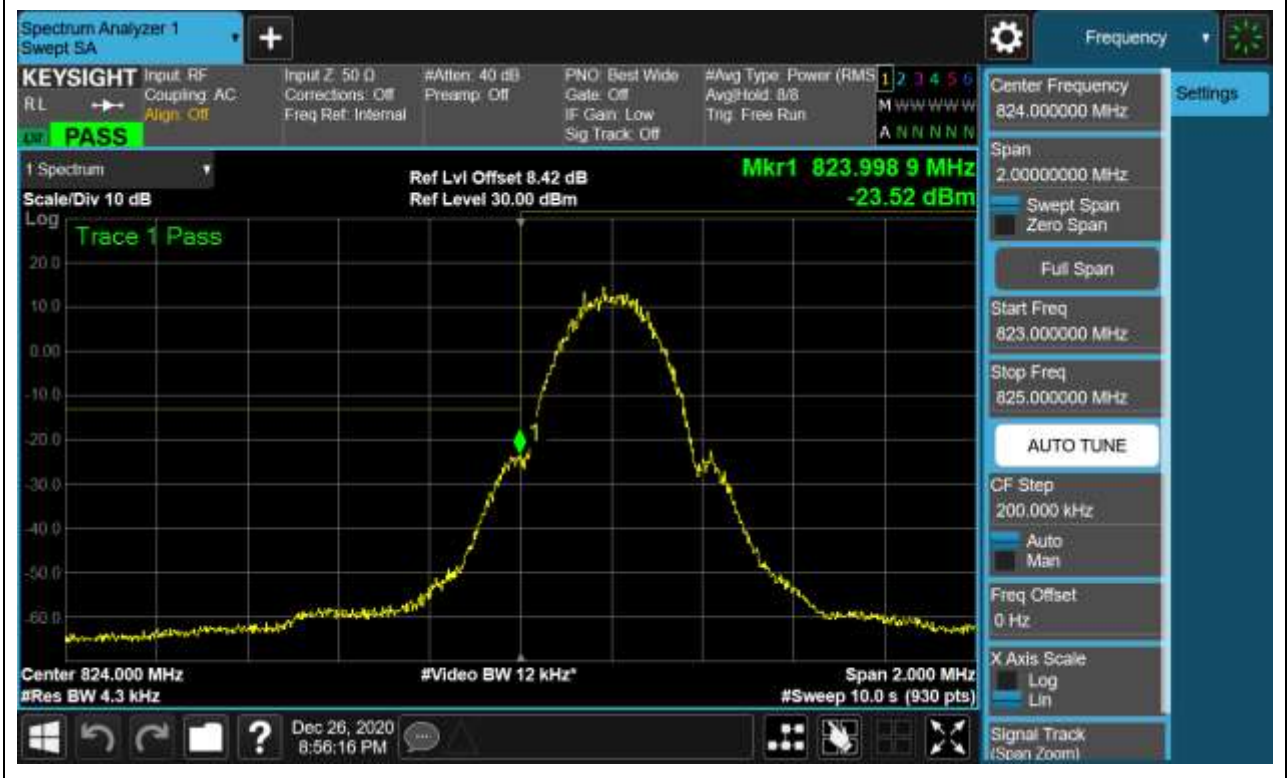 Spectrum Analyzer 1
Swept SA
+
Frequency
KEYSIGHT
RL
PASS
Input: RF
Coupling: AC
Align: Off
Input Z: 50 Ω
Corrections: Off
Freq Ref: Internal
#Atten: 40 dB
Preamp: Off
PNO: Best Wide
Gate: Off
IF Gain: Low
Sig Track: Off
#Avg Type: Power (RMS
Avg|Hold: 8/8
Trig: Free Run
1 2 3 4 5 6
M W W W W W
A N N N N N
1 Spectrum
Scale/Div 10 dB
Ref Lvl Offset 8.42 dB
Ref Level 30.00 dBm
Mkr1 823.998 9 MHz
-23.52 dBm
Log
Trace 1 Pass
20.0
10.0
0.00
-10.0
-20.0
-30.0
-40.0
-50.0
-60.0
1
Center 824.000 MHz
#Res BW 4.3 kHz
#Video BW 12 kHz*
Span 2.000 MHz
#Sweep 10.0 s (930 pts)
Center Frequency
824.000000 MHz
Settings
Span
2.00000000 MHz
Swept Span
Zero Span
Full Span
Start Freq
823.000000 MHz
Stop Freq
825.000000 MHz
AUTO TUNE
CF Step
200.000 kHz
Auto
Man
Freq Offset
0 Hz
X Axis Scale
Log
Lin
Signal Track
(Span Zoom)
?
Dec 26, 2020
8:56:16 PM